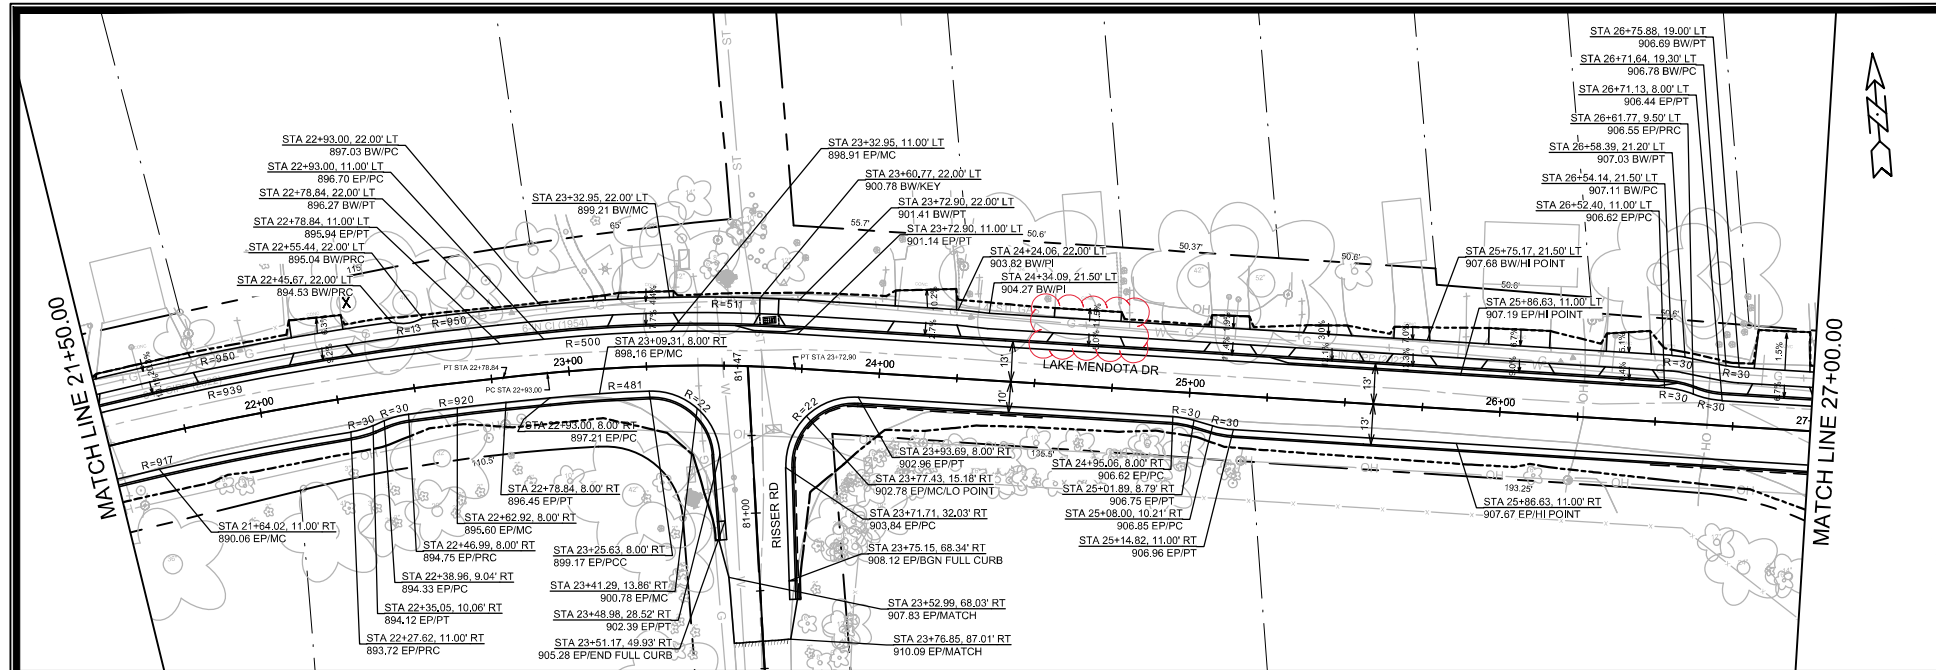 MATCH LINE 21+50.00
STA 22+93.00, 22.00' LT
897.03 BW/PC
STA 22+93.00, 11.00' LT
896.70 EP/PC
STA 22+78.84, 22.00' LT
896.27 BW/PT
STA 22+78.84, 11.00' LT
895.94 EP/PT
STA 22+55.44, 22.00' LT
895.04 BW/PRC
STA 22+45.67, 22.00' LT
894.53 BW/PRC
X
115'
STA 23+32.95, 22.00' LT
899.21 BW/MC
65'
ST
ST
STA 23+32.95, 11.00' LT
898.91 EP/MC
STA 23+60.77, 22.00' LT
900.78 BW/KEY
STA 23+72.90, 22.00' LT
901.41 BW/PT
STA 23+72.90, 11.00' LT
901.14 EP/PT
STA 24+24.06, 22.00' LT
903.82 BW/PI
STA 24+34.09, 21.50' LT
904.27 BW/PI
55.7'
50.6'
50.37'
50.6'
50.6'
STA 26+75.88, 19.00' LT
906.69 BW/PT
STA 26+71.64, 19.30' LT
906.78 BW/PC
STA 26+71.13, 8.00' LT
906.44 EP/PT
STA 26+61.77, 9.50' LT
906.55 EP/PRC
STA 26+58.39, 21.20' LT
907.03 BW/PT
STA 26+54.14, 21.50' LT
907.11 BW/PC
STA 26+52.40, 11.00' LT
906.62 EP/PC
STA 25+75.17, 21.50' LT
907.68 BW/HI POINT
STA 25+86.63, 11.00' LT
907.19 EP/HI POINT
R=950
R=13
R=950
R=939
R=511
R=500
6-IN CI (1954)
STA 23+09.31, 8.00' RT
898.16 EP/MC
PT STA 22+78.84
PC STA 22+93.00
PT STA 23+72.90
R=481
R=920
R=30
R=30
R=917
R=22
R=22
R=30
R=30
R=30
R=30
22+00
23+00
24+00
25+00
26+00
27
81+47
81+00
RISSER RD
LAKE MENDOTA DR
13'
10'
13'
13'
2.7%
1.5%
MATCH LINE 27+00.00
STA 22+93.00, 8.00' RT
897.21 EP/PC
110.5'
STA 22+78.84, 8.00' RT
896.45 EP/PT
STA 22+62.92, 8.00' RT
895.60 EP/MC
STA 22+46.99, 8.00' RT
894.75 EP/PRC
STA 22+38.96, 9.04' RT
894.33 EP/PC
STA 22+35.05, 10.06' RT
894.12 EP/PT
STA 22+27.62, 11.00' RT
893.72 EP/PRC
STA 21+64.02, 11.00' RT
890.06 EP/MC
STA 23+25.63, 8.00' RT
899.17 EP/PCC
STA 23+41.29, 13.86' RT
900.78 EP/MC
STA 23+48.98, 28.52' RT
902.39 EP/PT
STA 23+51.17, 49.93' RT
905.28 EP/END FULL CURB
STA 23+93.69, 8.00' RT
902.96 EP/PT
STA 23+77.43, 15.18' RT
902.78 EP/MC/LO POINT
STA 23+71.71, 32.03' RT
903.84 EP/PC
STA 23+75.15, 68.34' RT
908.12 EP/BGN FULL CURB
STA 23+52.99, 68.03' RT
907.83 EP/MATCH
STA 23+76.85, 87.01' RT
910.09 EP/MATCH
STA 24+95.06, 8.00' RT
906.62 EP/PC
STA 25+01.89, 8.79' RT
906.75 EP/PT
STA 25+08.00, 10.21' RT
906.85 EP/PC
STA 25+14.82, 11.00' RT
906.96 EP/PT
STA 25+86.63, 11.00' RT
907.67 EP/HI POINT
193.25'